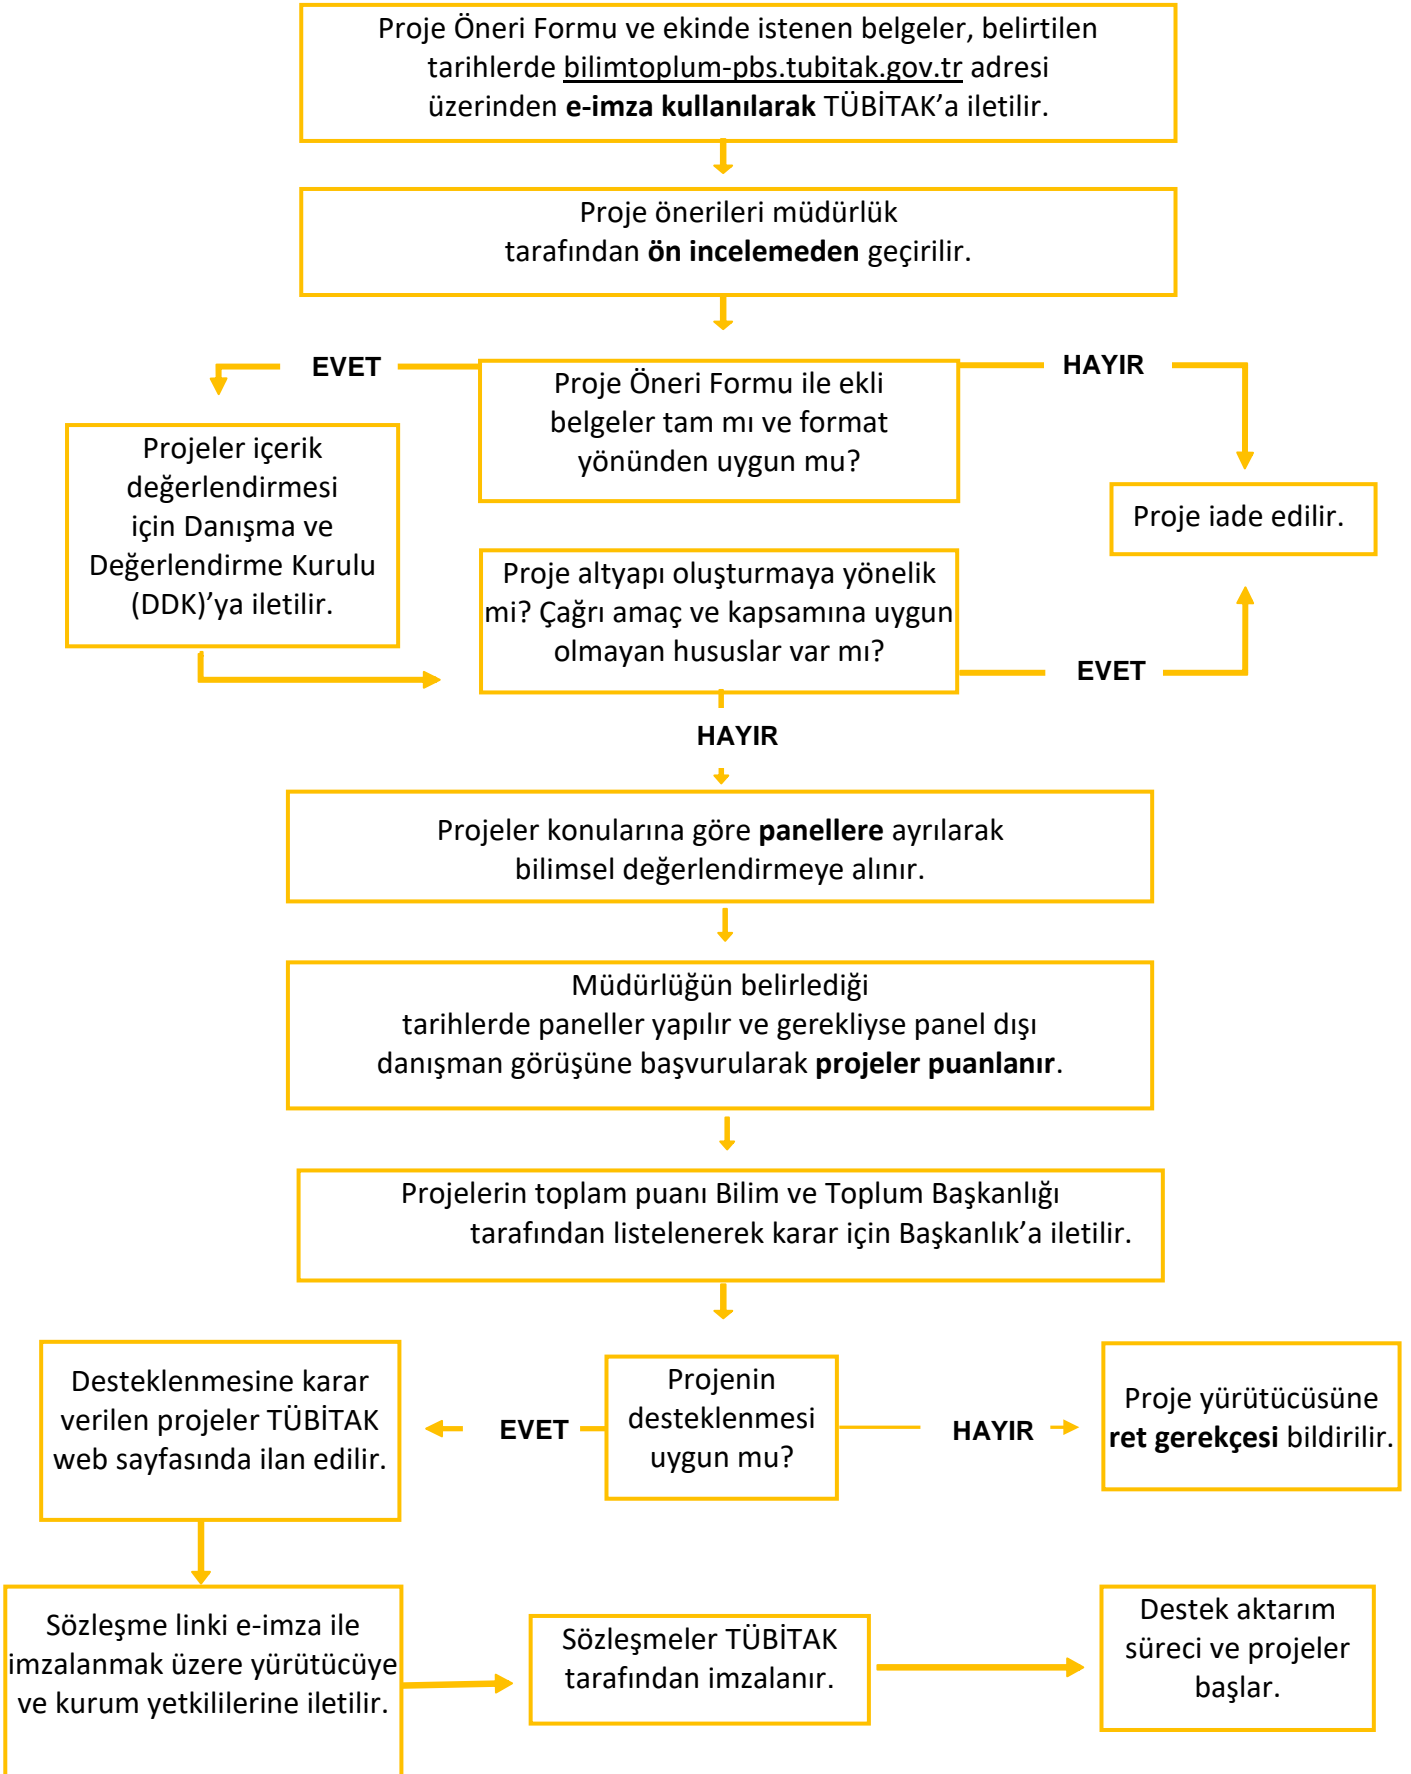 Proje Öneri Formu ve ekinde istenen belgeler, belirtilen
tarihlerde bilimtoplum-pbs.tubitak.gov.tr adresi
üzerinden e-imza kullanılarak TÜBİTAK’a iletilir.
Proje önerileri müdürlük
tarafından ön incelemeden geçirilir.
EVET
HAYIR
Proje Öneri Formu ile ekli
belgeler tam mı ve format
yönünden uygun mu?
Projeler içerik
değerlendirmesi
için Danışma ve
Değerlendirme Kurulu
(DDK)’ya iletilir.
Proje iade edilir.
Proje altyapı oluşturmaya yönelik
mi? Çağrı amaç ve kapsamına uygun
olmayan hususlar var mı?
EVET
HAYIR
Projeler konularına göre panellere ayrılarak
bilimsel değerlendirmeye alınır.
Müdürlüğün belirlediği
tarihlerde paneller yapılır ve gerekliyse panel dışı
danışman görüşüne başvurularak projeler puanlanır.
Projelerin toplam puanı Bilim ve Toplum Başkanlığı
tarafından listelenerek karar için Başkanlık’a iletilir.
Projenin
desteklenmesi
uygun mu?
EVET
HAYIR
Desteklenmesine karar
verilen projeler TÜBİTAK
web sayfasında ilan edilir.
Proje yürütücüsüne
ret gerekçesi bildirilir.
Sözleşme linki e-imza ile
imzalanmak üzere yürütücüye
ve kurum yetkililerine iletilir.
Sözleşmeler TÜBİTAK
tarafından imzalanır.
Destek aktarım
süreci ve projeler
başlar.